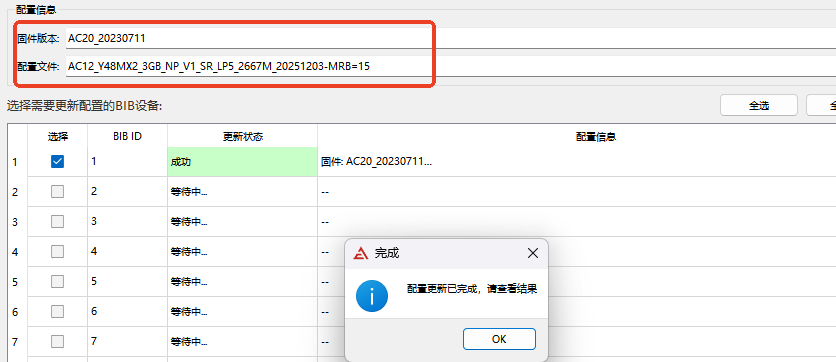 配置信息
固件版本: AC20_20230711
配置文件: AC12_Y48MX2_3GB_NP_V1_SR_LP5_2667M_20251203-MRB=15
选择需要更新配置的BIB设备: 全选
选择 BIB ID 更新状态 配置信息
1 1 成功 固件: AC20_20230711...
2 2 等待中... --
3 3 等待中... --
4 4 等待中... --
5 5 等待中... --
6 6 等待中...
7 7 等待中...
完成
配置更新已完成，请查看结果
OK